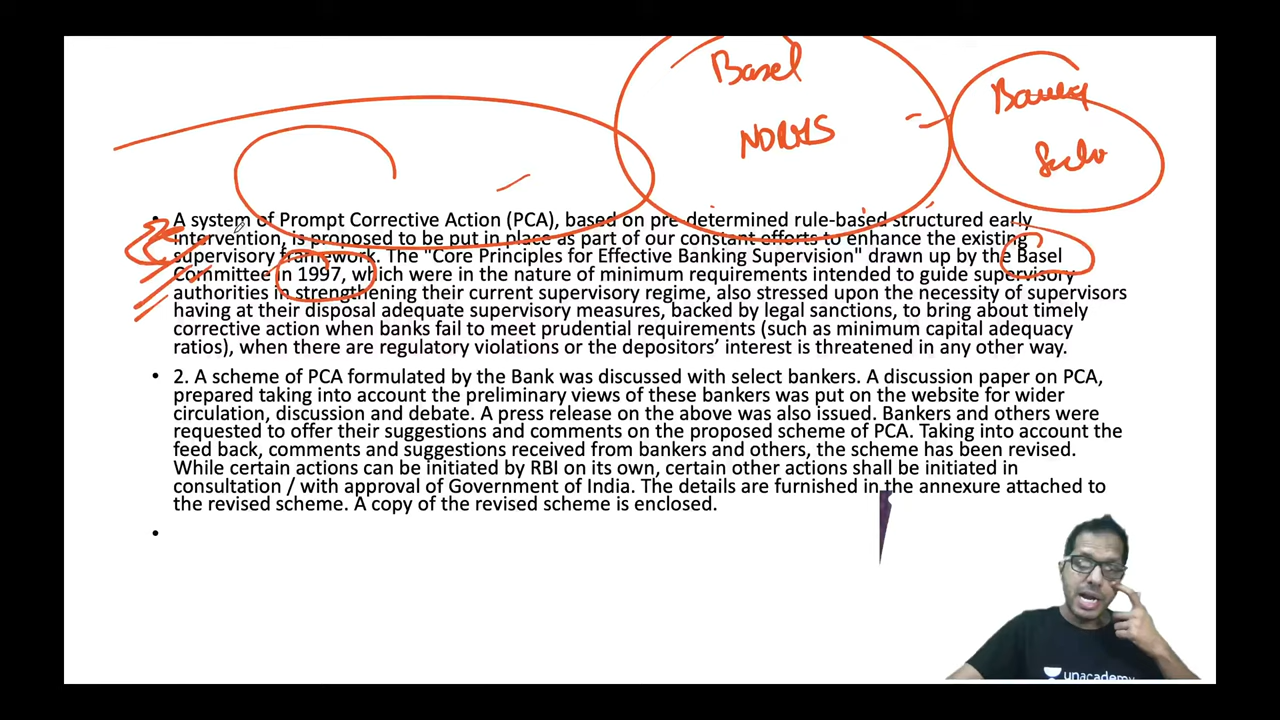 Basel
NORMS
• A system of Prompt Corrective Action (PCA), based on pre-determined rule-based structured early
intervention, is proposed to be put in place as part of our constant efforts to enhance the existing
supervisory framework. The "Core Principles for Effective Banking Supervision" drawn up by the Basel
Committee in 1997, which were in the nature of minimum requirements intended to guide supervisory
authorities in strengthening their current supervisory regime, also stressed upon the necessity of supervisors
having at their disposal adequate supervisory measures, backed by legal sanctions, to bring about timely
corrective action when banks fail to meet prudential requirements (such as minimum capital adequacy
ratios), when there are regulatory violations or the depositors’ interest is threatened in any other way.
• 2. A scheme of PCA formulated by the Bank was discussed with select bankers. A discussion paper on PCA,
prepared taking into account the preliminary views of these bankers was put on the website for wider
circulation, discussion and debate. A press release on the above was also issued. Bankers and others were
requested to offer their suggestions and comments on the proposed scheme of PCA. Taking into account the
feed back, comments and suggestions received from bankers and others, the scheme has been revised.
While certain actions can be initiated by RBI on its own, certain other actions shall be initiated in
consultation / with approval of Government of India. The details are furnished in the annexure attached to
the revised scheme. A copy of the revised scheme is enclosed.
•
unacademy